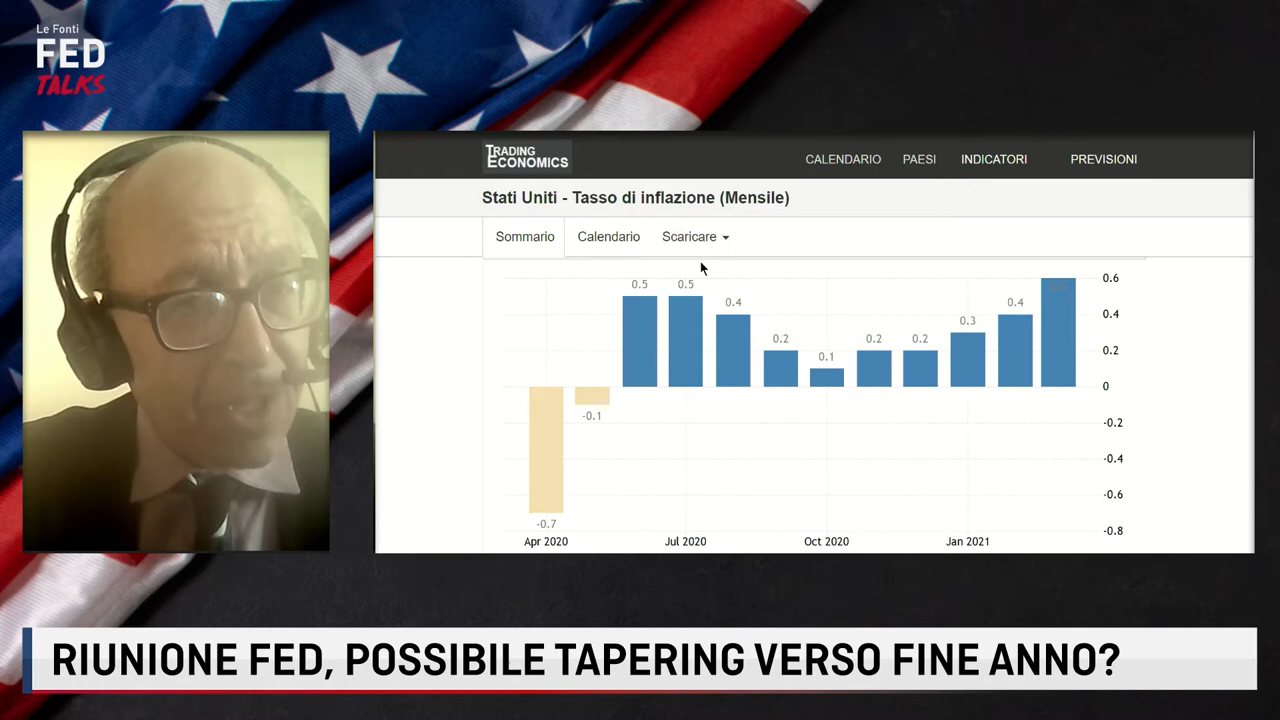 Le Fonti
FED
TALKS
TRADING
ECONOMICS
CALENDARIO PAESI INDICATORI PREVISIONI
Stati Uniti - Tasso di inflazione (Mensile)
Sommario Calendario Scaricare
0.5 0.5 0.4 0.2 0.1 0.2 0.2 0.3 0.4
-0.7 -0.1
0.6
0.4
0.2
0
-0.2
-0.4
-0.6
-0.8
Apr 2020 Jul 2020 Oct 2020 Jan 2021
RIUNIONE FED, POSSIBILE TAPERING VERSO FINE ANNO?